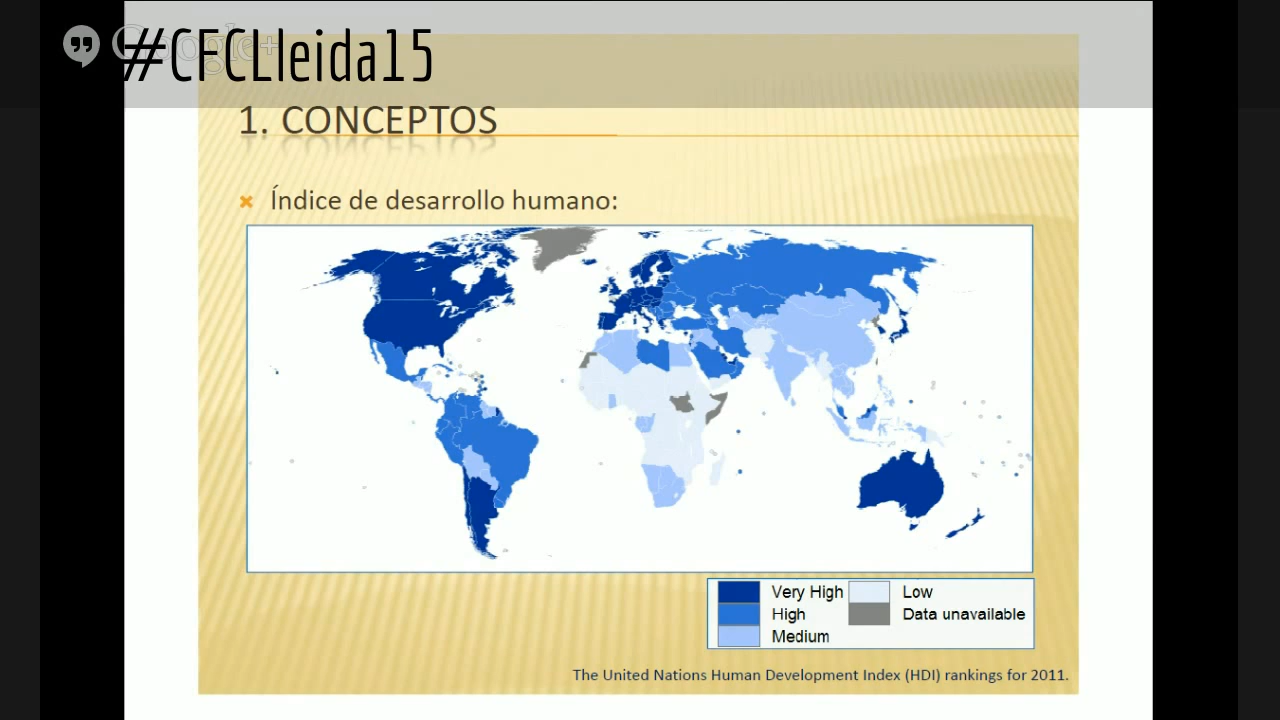 Google+
#CFCLleida15
1. CONCEPTOS
Índice de desarrollo humano:
Very High
Low
High
Data unavailable
Medium
The United Nations Human Development Index (HDI) rankings for 2011.